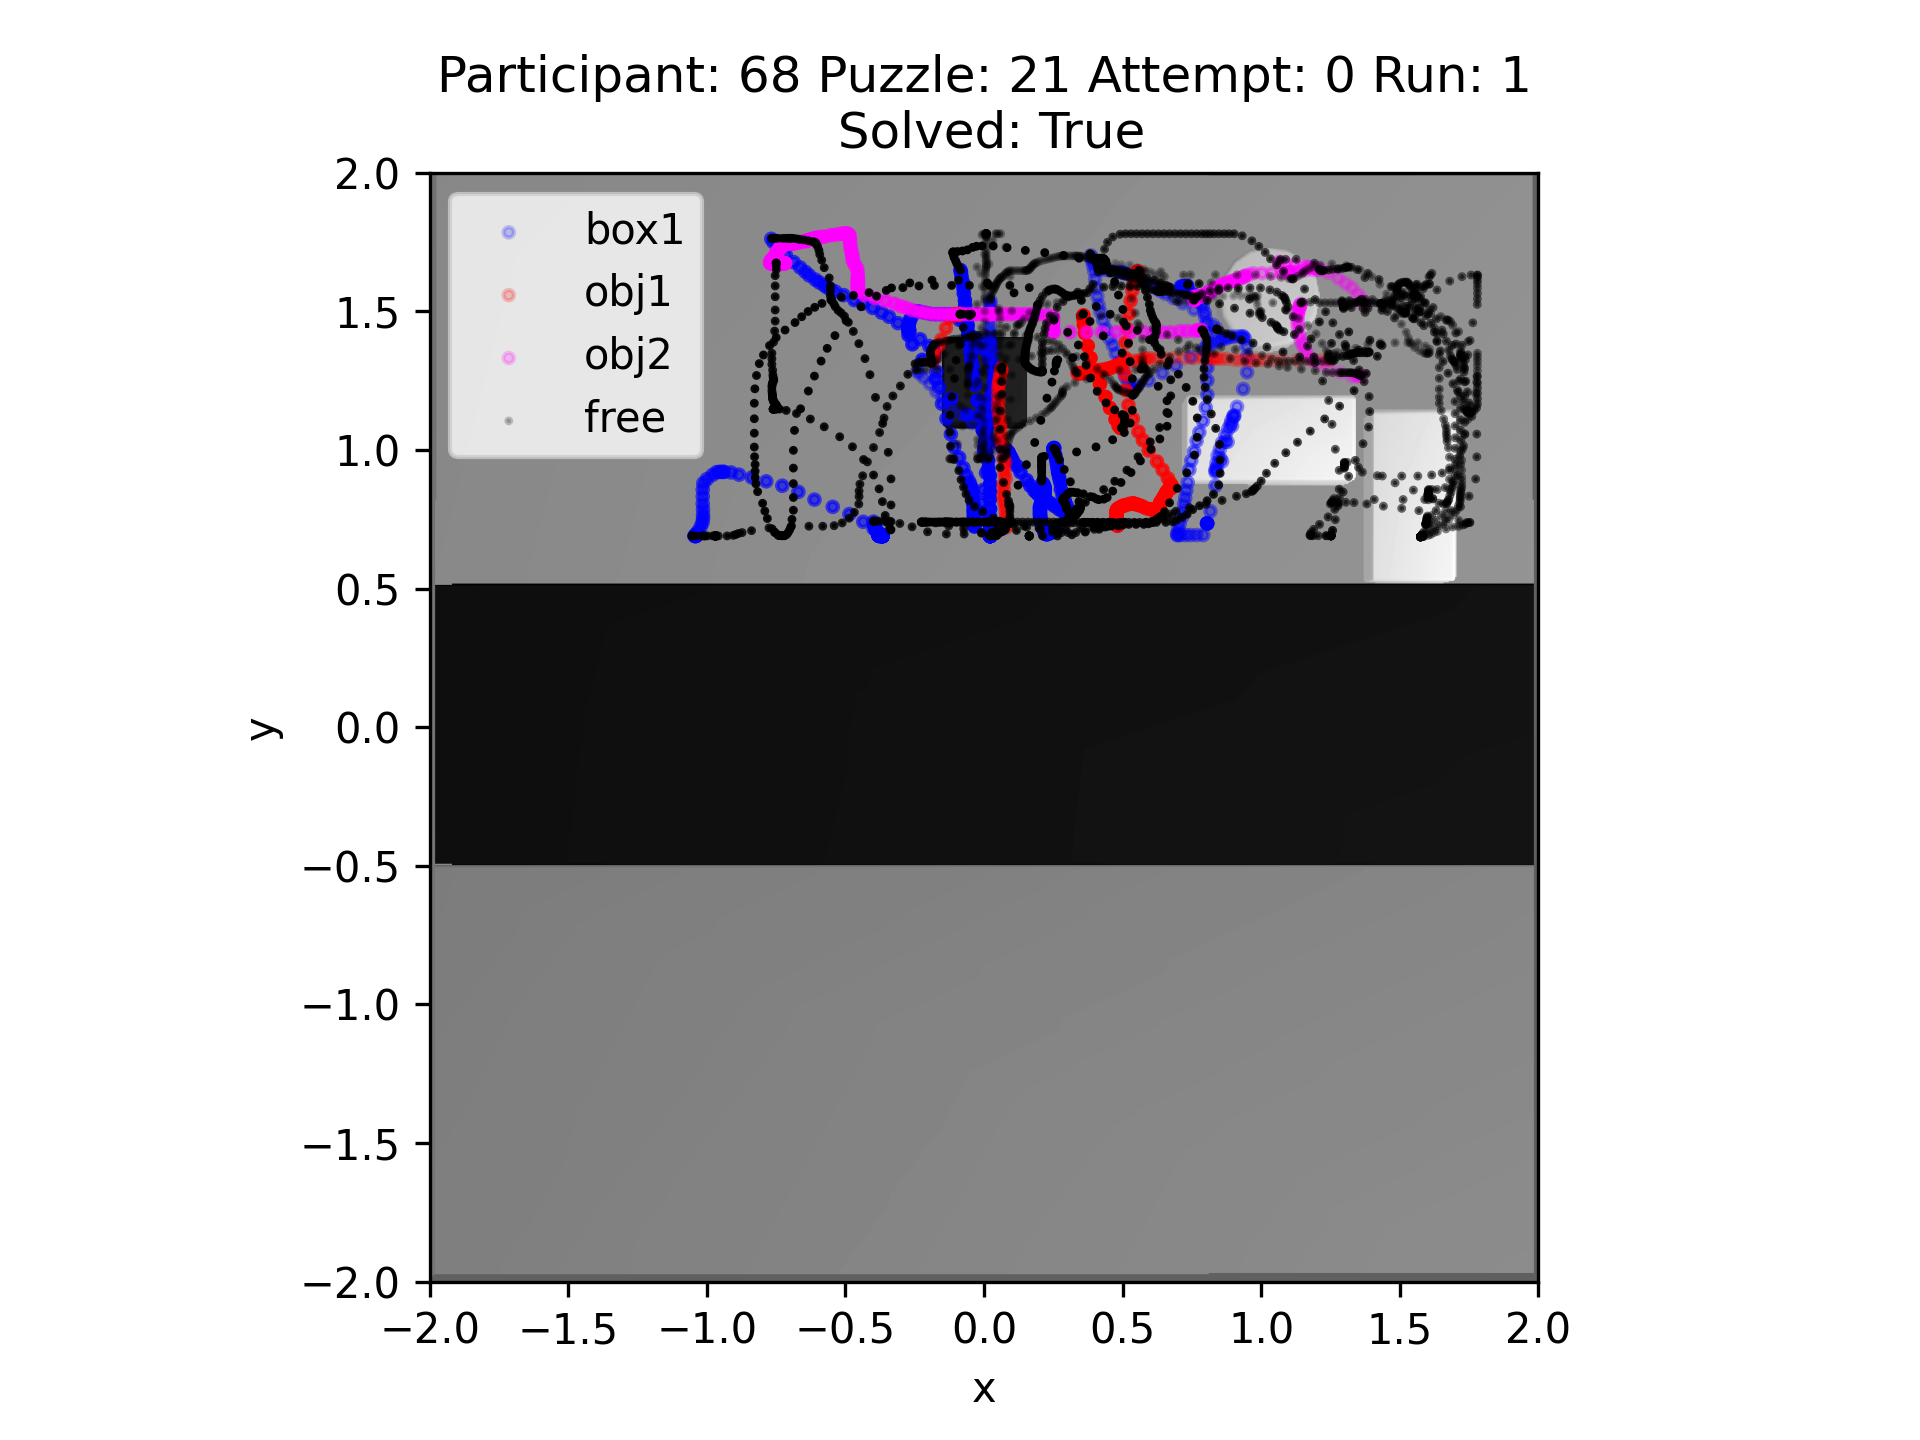 Participant: 68 Puzzle: 21 Attempt: 0 Run: 1
Solved: True
2.0
1.5
1.0
0.5
0.0
−0.5
−1.0
−1.5
−2.0
y
box1
obj1
obj2
free
−2.0 −1.5 −1.0 −0.5 0.0 0.5 1.0 1.5 2.0
x